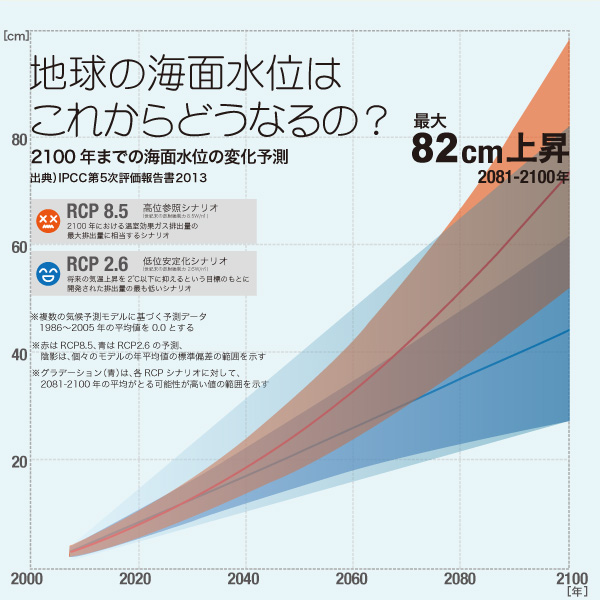 [cm]
地球の海面水位は
これからどうなるの？
2100年までの海面水位の変化予測
出典）IPCC第5次評価報告書2013
最大
82cm上昇
2081-2100年
RCP 8.5 高位参照シナリオ
2100年における温室効果ガス排出量の
最大排出量に相当するシナリオ
RCP 2.6 低位安定化シナリオ
将来の気温上昇を2℃以下に抑えるという目標のもとに
開発された排出量の最も低いシナリオ
※複数の気候予測モデルに基づく予測データ
1986〜2005年の平均値を0.0とする
※赤はRCP8.5、青はRCP2.6の予測、
陰影は、個々のモデルの年平均値の標準偏差の範囲を示す
※グラデーション（青）は、各RCPシナリオに対して、
2081-2100年の平均がとる可能性が高い値の範囲を示す
80
60
40
20
2000 2020 2040 2060 2080 2100
[年]